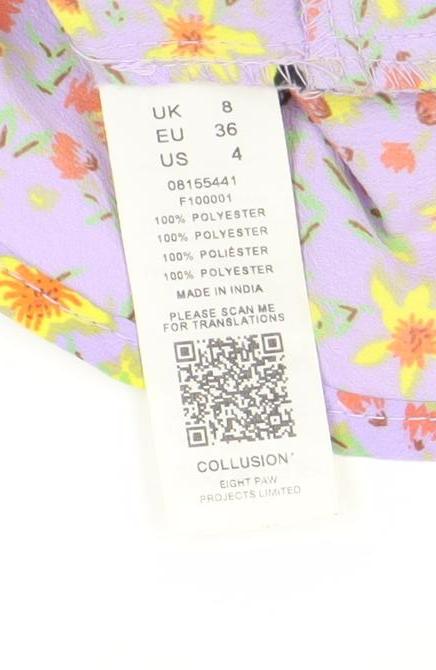 UK 8
EU 36
US 4
08155441
F100001
100% POLYESTER
100% POLYESTER
100% POLIÉSTER
100% POLYESTER
MADE IN INDIA
PLEASE SCAN ME
FOR TRANSLATIONS
COLLUSION
EIGHT PAW
PROJECTS LIMITED